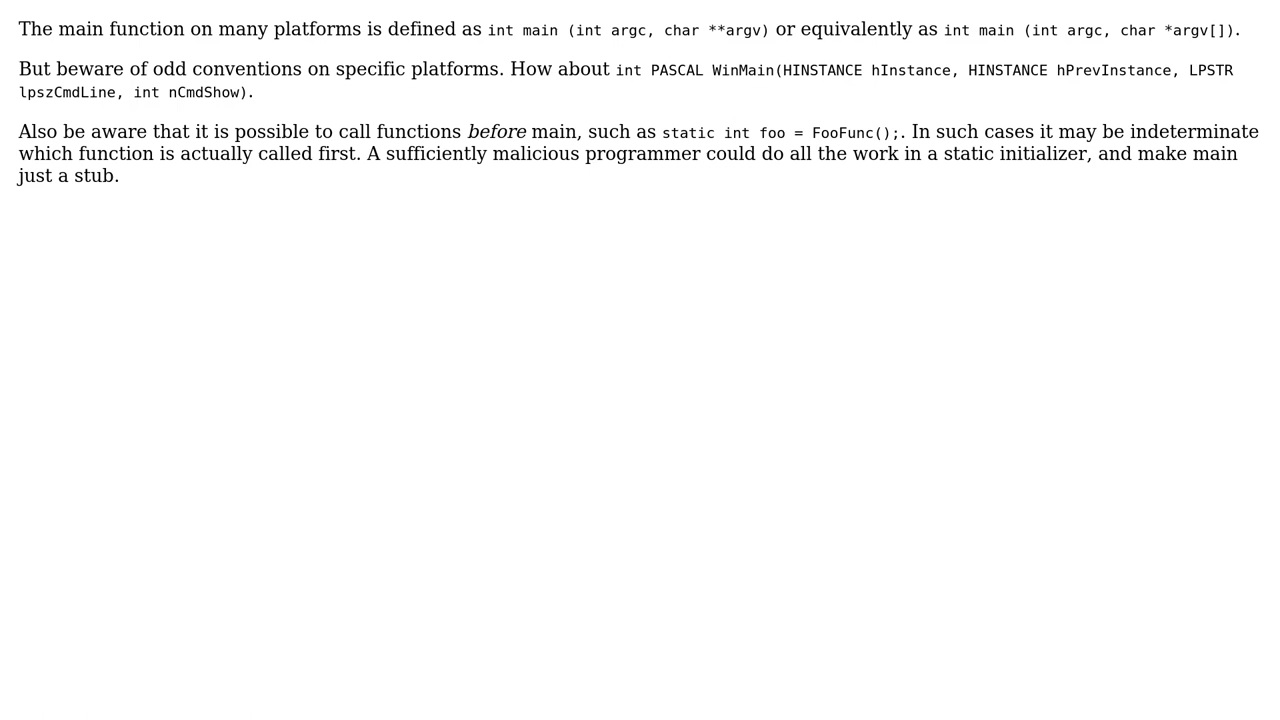 The main function on many platforms is defined as int main (int argc, char **argv) or equivalently as int main (int argc, char *argv[]).
But beware of odd conventions on specific platforms. How about int PASCAL WinMain(HINSTANCE hInstance, HINSTANCE hPrevInstance, LPSTR
lpszCmdLine, int nCmdShow).
Also be aware that it is possible to call functions before main, such as static int foo = FooFunc();. In such cases it may be indeterminate
which function is actually called first. A sufficiently malicious programmer could do all the work in a static initializer, and make main
just a stub.